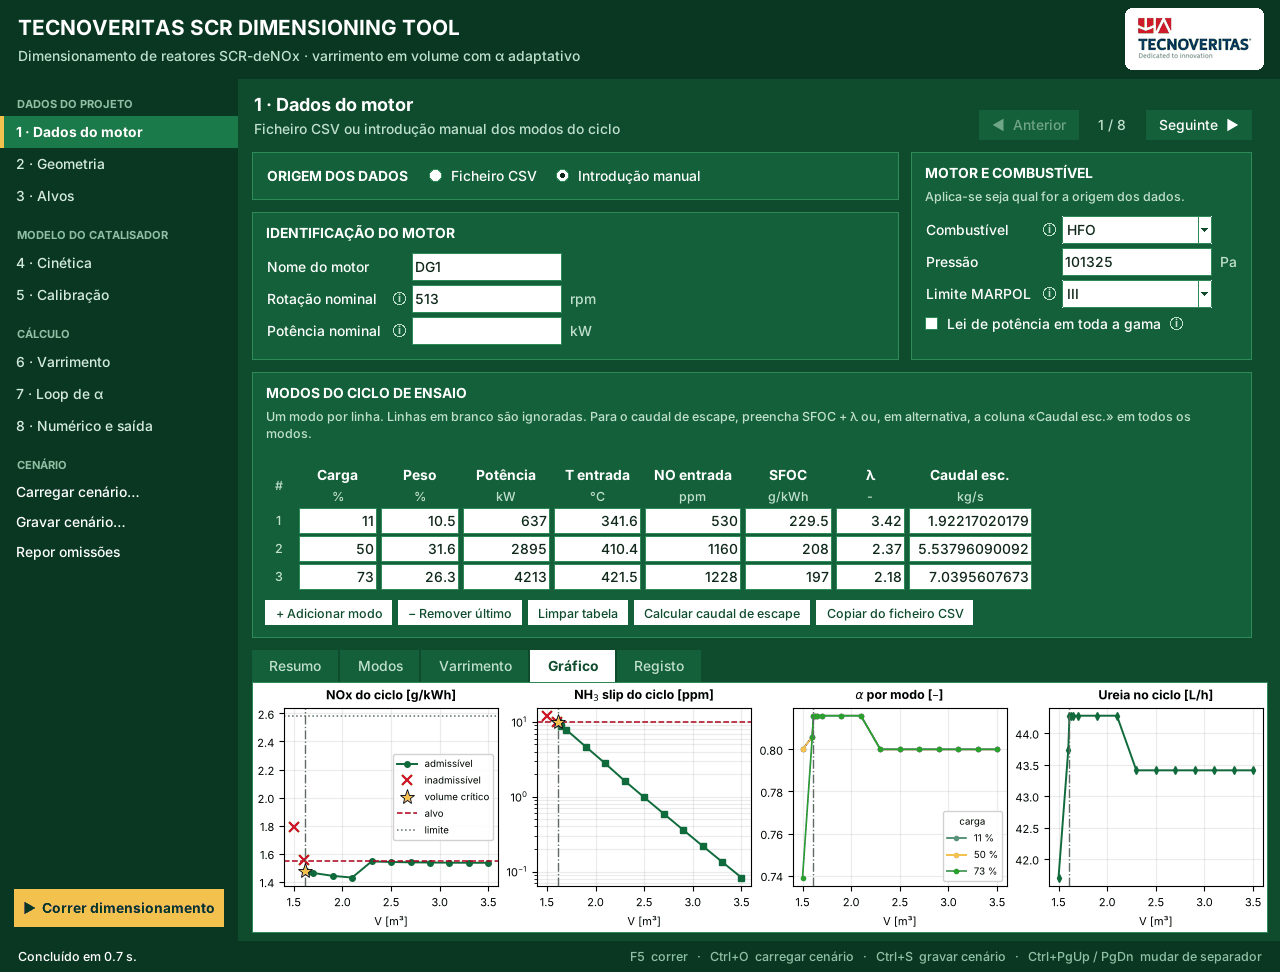 TECNOVERITAS SCR DIMENSIONING TOOL
Dimensionamento de reatores SCR-deNOx · varrimento em volume com α adaptativo
TECNOVERITAS
Dedicated to innovation
DADOS DO PROJETO
1 · Dados do motor
2 · Geometria
3 · Alvos
MODELO DO CATALISADOR
4 · Cinética
5 · Calibração
CÁLCULO
6 · Varrimento
7 · Loop de α
8 · Numérico e saída
CENÁRIO
Carregar cenário...
Gravar cenário...
Repor omissões
▶ Correr dimensionamento
1 · Dados do motor
Ficheiro CSV ou introdução manual dos modos do ciclo
◀ Anterior
1 / 8
Seguinte ▶
ORIGEM DOS DADOS Ficheiro CSV Introdução manual
IDENTIFICAÇÃO DO MOTOR
Nome do motor DG1
Rotação nominal ⓘ 513 rpm
Potência nominal ⓘ kW
MOTOR E COMBUSTÍVEL
Aplica-se seja qual for a origem dos dados.
Combustível ⓘ HFO
Pressão 101325 Pa
Limite MARPOL ⓘ III
Lei de potência em toda a gama ⓘ
MODOS DO CICLO DE ENSAIO
Um modo por linha. Linhas em branco são ignoradas. Para o caudal de escape, preencha SFOC + λ ou, em alternativa, a coluna «Caudal esc.» em todos os
modos.
# Carga Peso Potência T entrada NO entrada SFOC λ Caudal esc.
% % kW °C ppm g/kWh - kg/s
1 11 10.5 637 341.6 530 229.5 3.42 1.92217020179
2 50 31.6 2895 410.4 1160 208 2.37 5.53796090092
3 73 26.3 4213 421.5 1228 197 2.18 7.0395607673
+ Adicionar modo
− Remover último
Limpar tabela
Calcular caudal de escape
Copiar do ficheiro CSV
Resumo Modos Varrimento Gráfico Registo
NOx do ciclo [g/kWh]
2.6
2.4
2.2
2.0
1.8
1.6
1.4
admissível
inadmissível
volume crítico
alvo
limite
1.5 2.0 2.5 3.0 3.5
V [m³]
NH₃ slip do ciclo [ppm]
10¹
10⁰
10⁻¹
1.5 2.0 2.5 3.0 3.5
V [m³]
α por modo [–]
0.80
0.78
0.76
0.74
carga
11 %
50 %
73 %
1.5 2.0 2.5 3.0 3.5
V [m³]
Ureia no ciclo [L/h]
44.0
43.5
43.0
42.5
42.0
1.5 2.0 2.5 3.0 3.5
V [m³]
Concluído em 0.7 s.
F5 correr · Ctrl+O carregar cenário · Ctrl+S gravar cenário · Ctrl+PgUp / PgDn mudar de separador